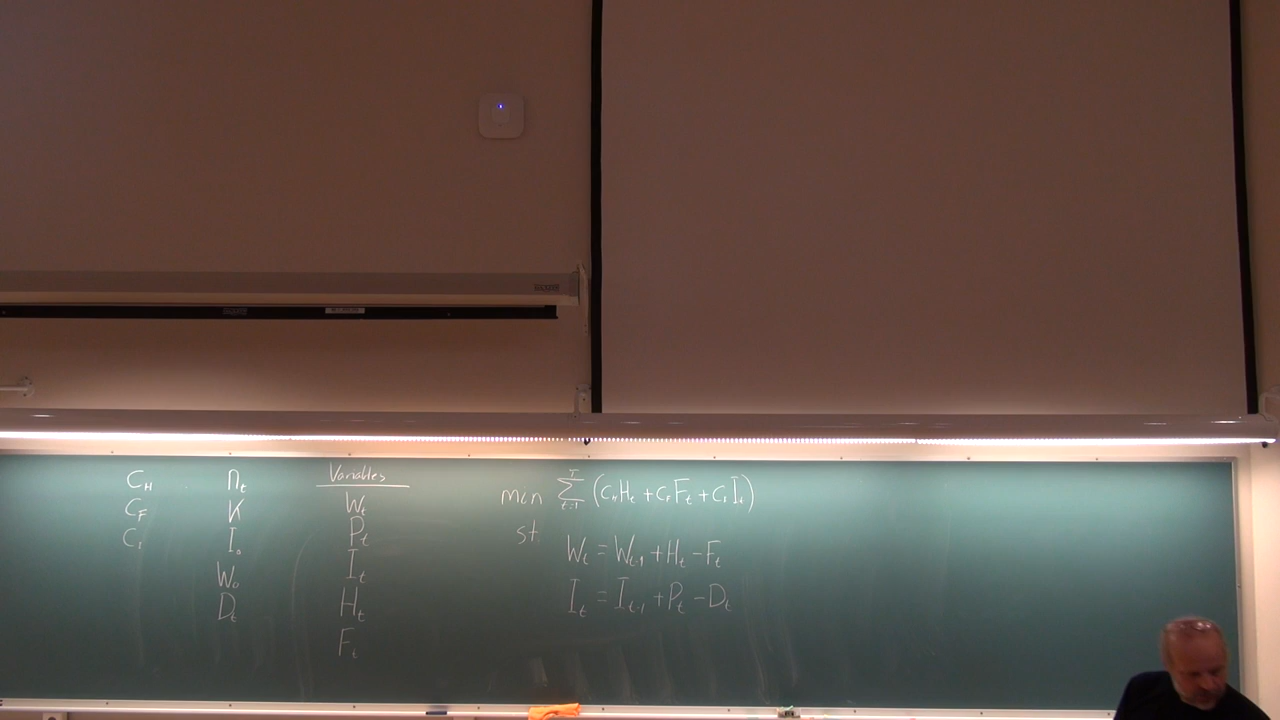 C_H n_t Variables
C_F K W_t
C_I I_0 P_t
W_0 I_t
D_t H_t
F_t
min \sum_{t=1}^{T} (C_H H_t + C_F F_t + C_I I_t)
st
W_t = W_{t-1} + H_t - F_t
I_t = I_{t-1} + P_t - D_t